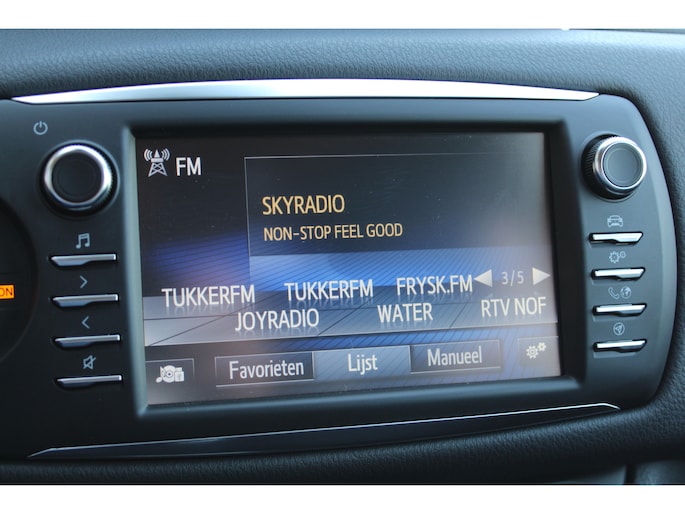 FM
SKYRADIO
NON-STOP FEEL GOOD
3/5
TUKKERFM TUKKERFM FRYSK.FM
JOYRADIO WATER RTV NOF
Favorieten Lijst Manueel
ON